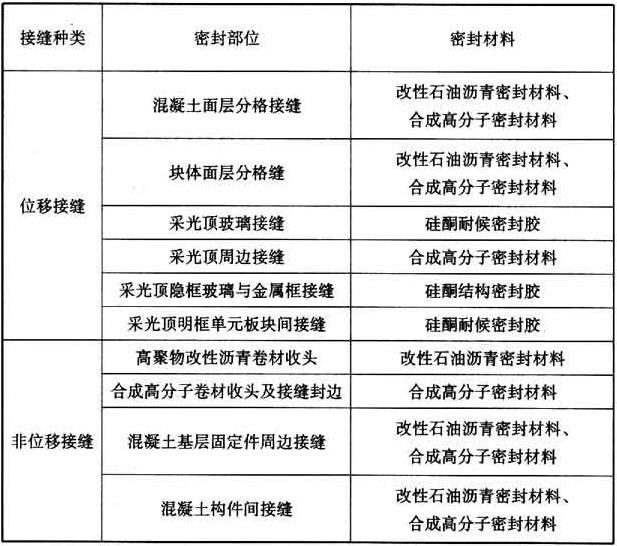 接缝种类 密封部位 密封材料
位移接缝
混凝土面层分格接缝
改性石油沥青密封材料、
合成高分子密封材料
块体面层分格缝
改性石油沥青密封材料、
合成高分子密封材料
采光顶玻璃接缝 硅酮耐候密封胶
采光顶周边接缝 合成高分子密封材料
采光顶隐框玻璃与金属框接缝 硅酮结构密封胶
采光顶明框单元板块间接缝 硅酮耐候密封胶
非位移接缝
高聚物改性沥青卷材收头 改性石油沥青密封材料
合成高分子卷材收头及接缝封边 合成高分子密封材料
混凝土基层固定件周边接缝
改性石油沥青密封材料、
合成高分子密封材料
混凝土构件间接缝
改性石油沥青密封材料、
合成高分子密封材料